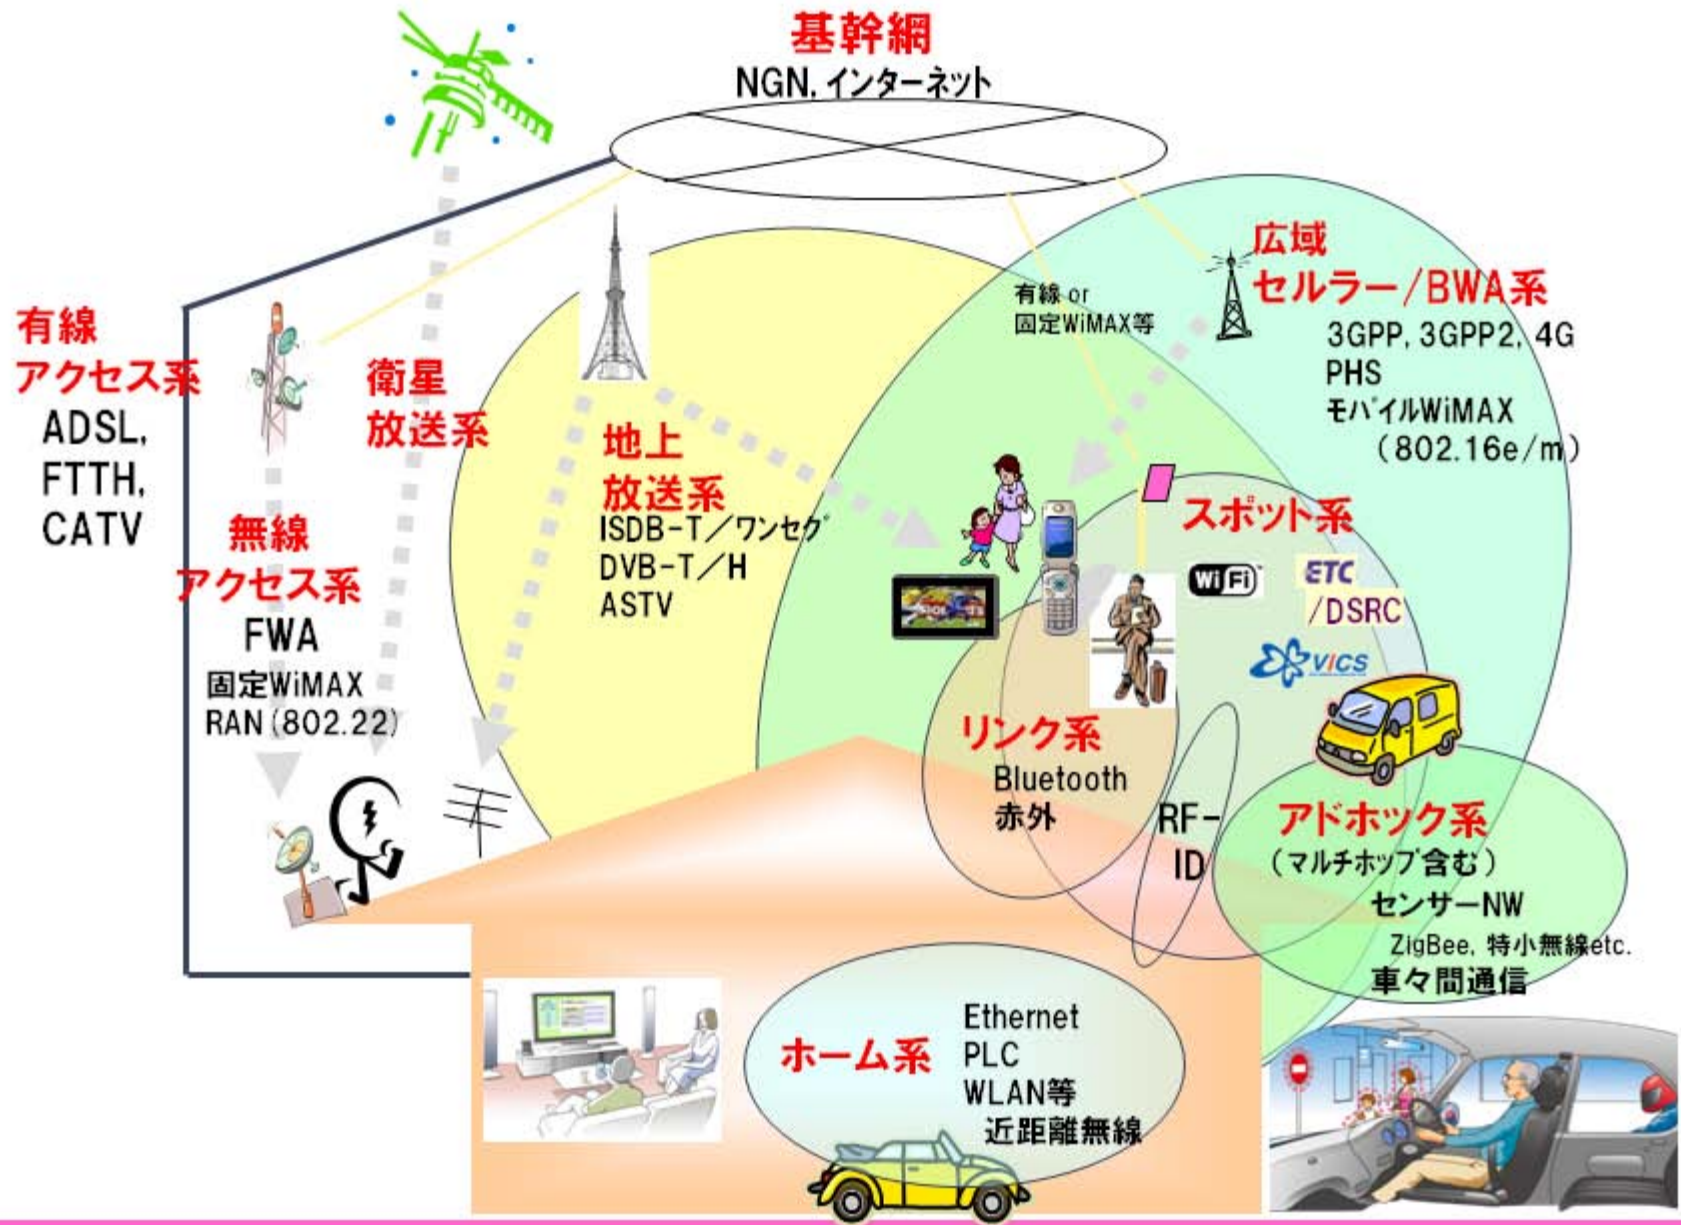 基幹網
NGN, インターネット
有線
アクセス系
ADSL,
FTTH,
CATV
無線
アクセス系
FWA
固定WiMAX
RAN(802.22)
衛星
放送系
地上
放送系
ISDB-T／ワンセグ
DVB-T／H
ASTV
有線 or
固定WiMAX等
広域
セルラー/BWA系
3GPP, 3GPP2, 4G
PHS
モバイルWiMAX
(802.16e/m)
スポット系
Wi Fi
ETC
/DSRC
VICS
リンク系
Bluetooth
赤外
RF-
ID
アドホック系
(マルチホップ含む)
センサーNW
ZigBee, 特小無線etc.
車々間通信
ホーム系
Ethernet
PLC
WLAN等
近距離無線